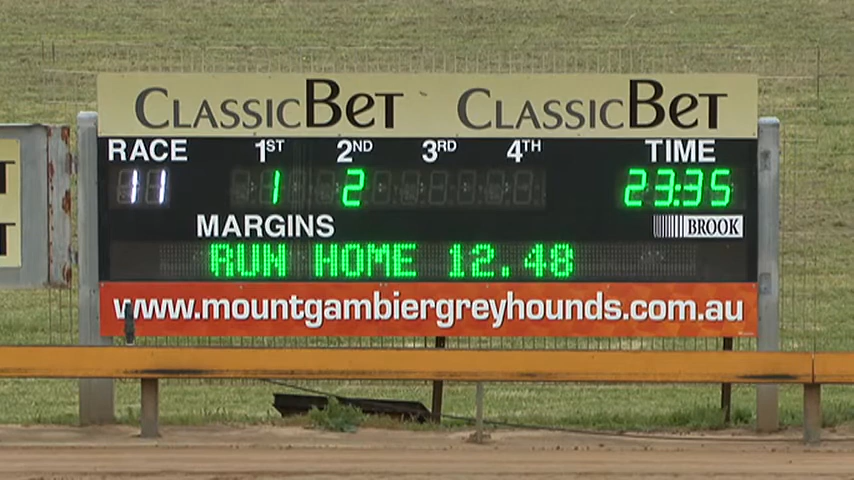 CLASSICBET CLASSICBET
RACE 1ST 2ND 3RD 4TH TIME
11 1 2 23:35
MARGINS BROOK
RUN HOME 12.48
www.mountgambiergreyhounds.com.au